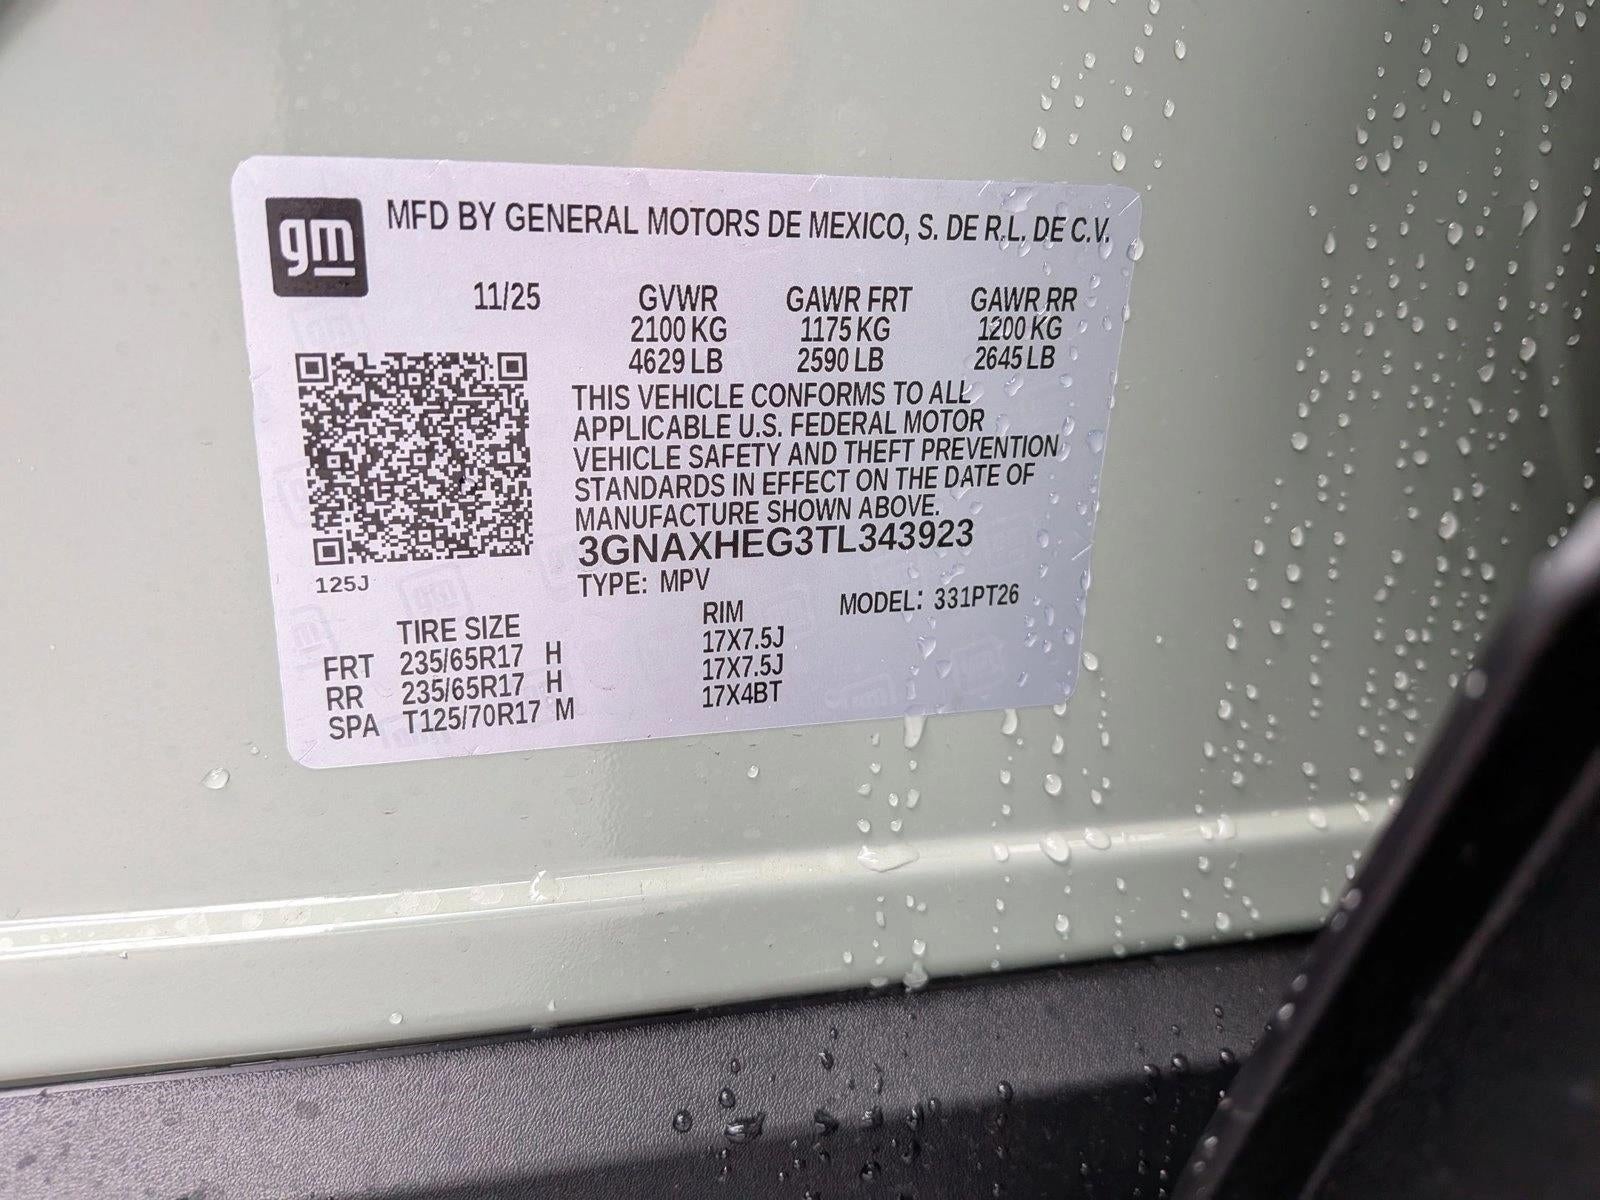 gm
MFD BY GENERAL MOTORS DE MEXICO, S. DE R.L. DE C.V.
11/25 GVWR GAWR FRT GAWR RR
2100 KG 1175 KG 1200 KG
4629 LB 2590 LB 2645 LB
THIS VEHICLE CONFORMS TO ALL
APPLICABLE U.S. FEDERAL MOTOR
VEHICLE SAFETY AND THEFT PREVENTION
STANDARDS IN EFFECT ON THE DATE OF
MANUFACTURE SHOWN ABOVE.
3GNAXHEG3TL343923
125J TYPE: MPV
MODEL: 331PT26
TIRE SIZE RIM
FRT 235/65R17 H 17X7.5J
RR 235/65R17 H 17X7.5J
SPA T125/70R17 M 17X4BT